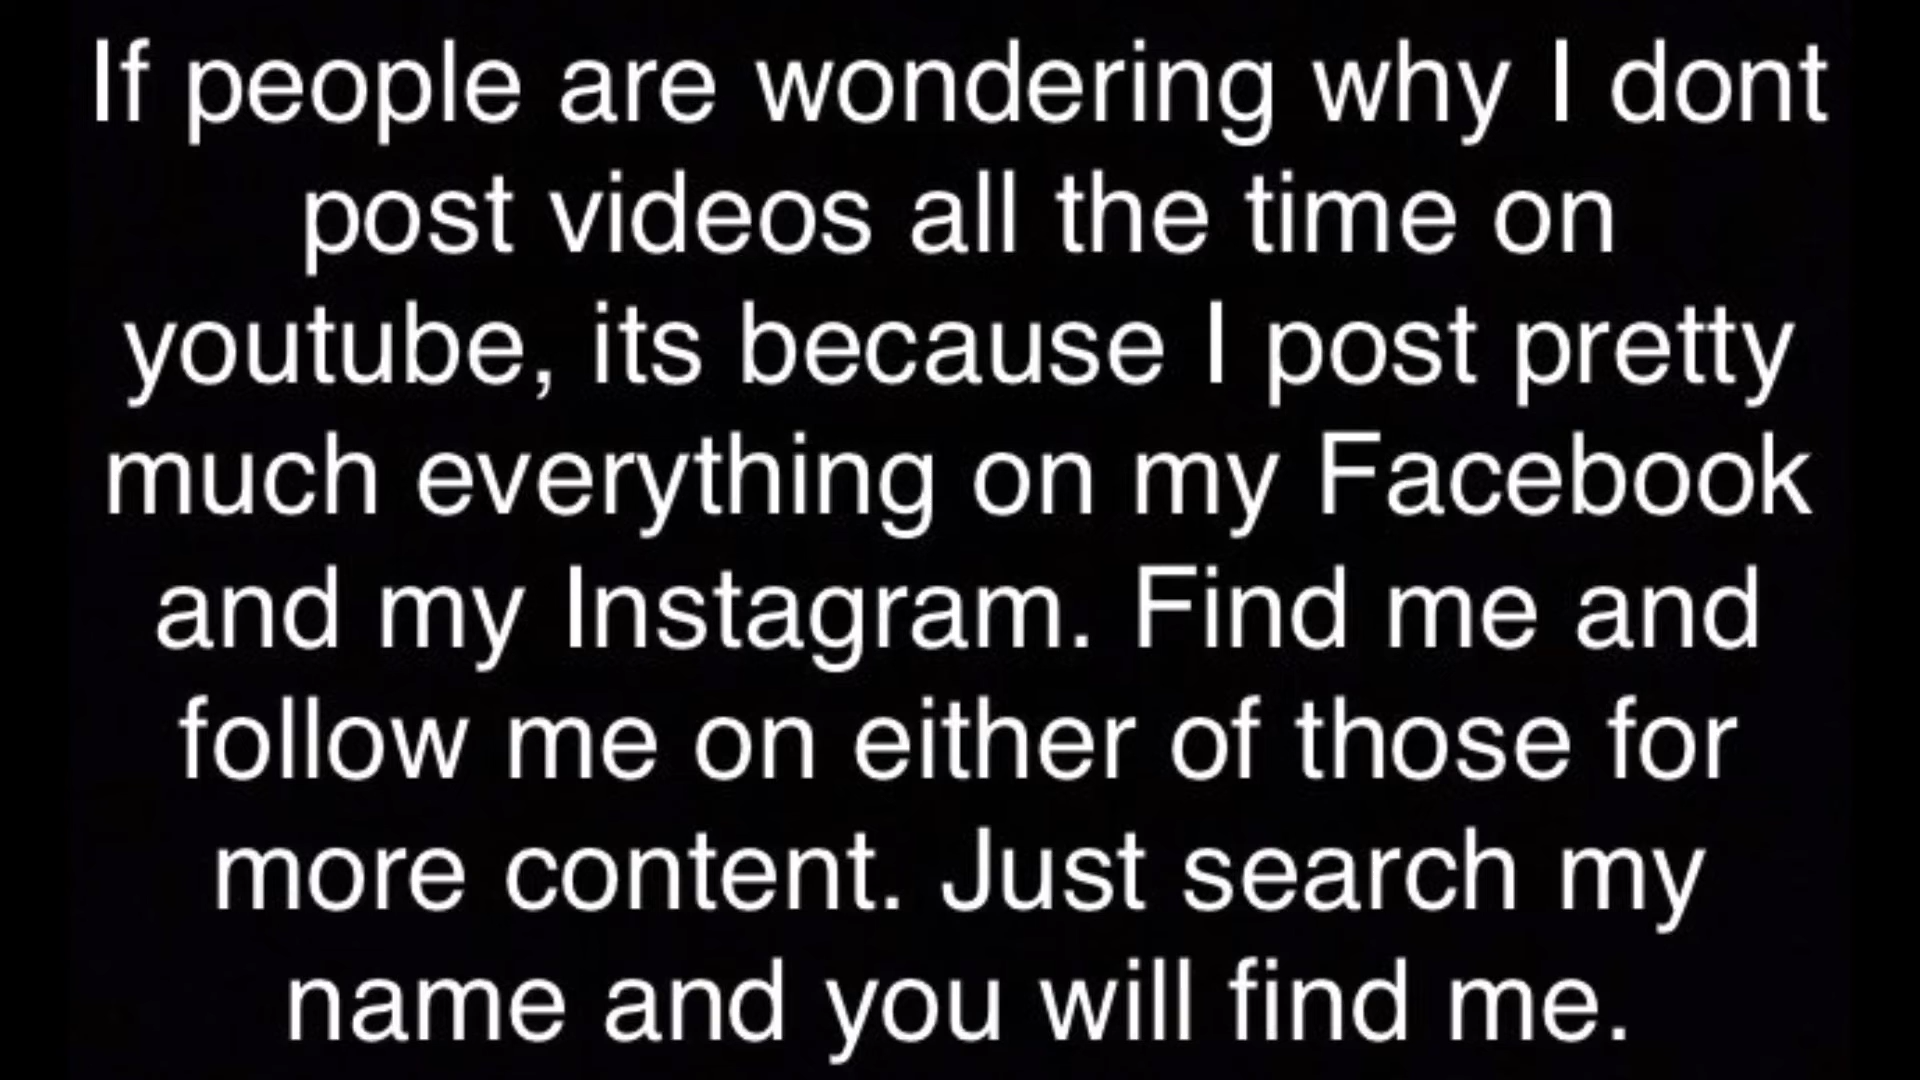 If people are wondering why I dont
post videos all the time on
youtube, its because I post pretty
much everything on my Facebook
and my Instagram. Find me and
follow me on either of those for
more content. Just search my
name and you will find me.